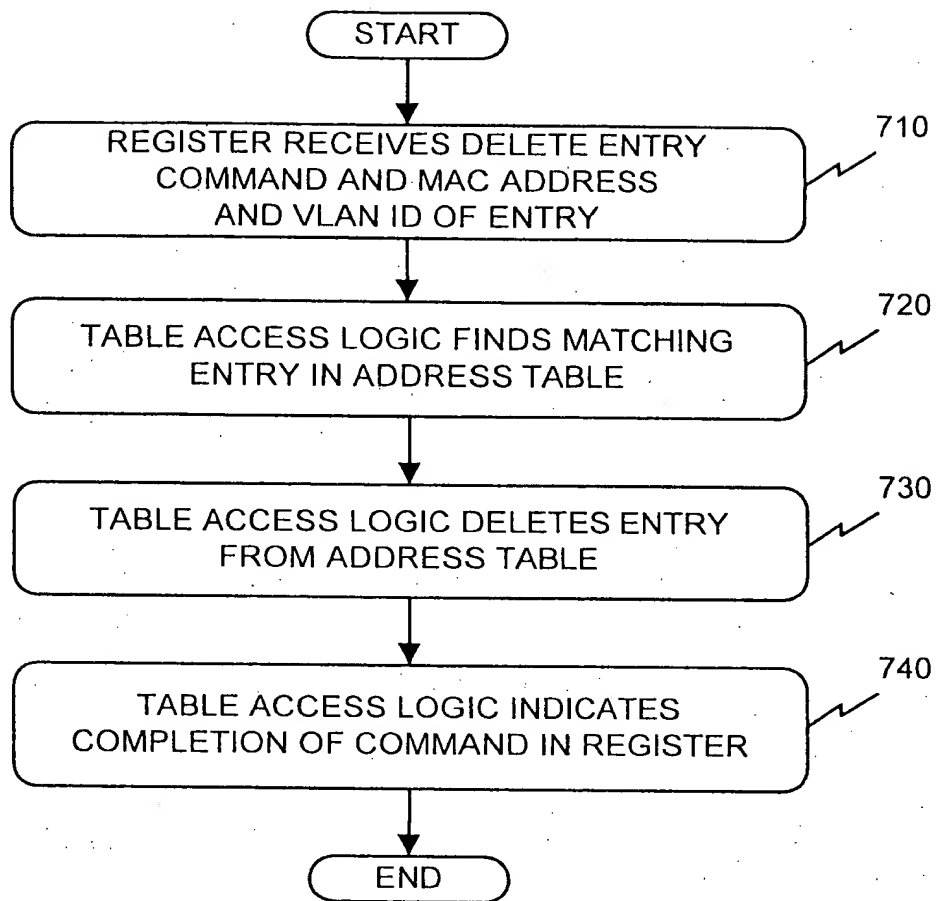 START
REGISTER RECEIVES DELETE ENTRY
COMMAND AND MAC ADDRESS
AND VLAN ID OF ENTRY
710
TABLE ACCESS LOGIC FINDS MATCHING
ENTRY IN ADDRESS TABLE
720
TABLE ACCESS LOGIC DELETES ENTRY
FROM ADDRESS TABLE
730
TABLE ACCESS LOGIC INDICATES
COMPLETION OF COMMAND IN REGISTER
740
END